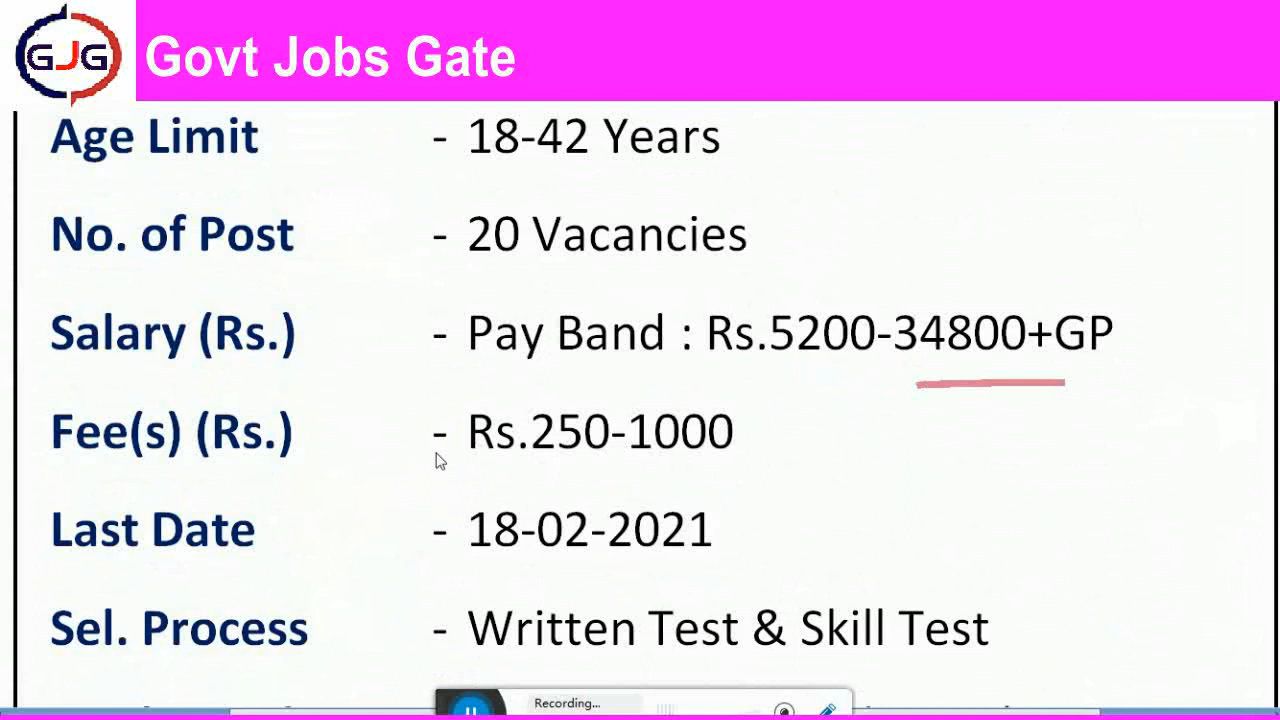 GJG Govt Jobs Gate
Age Limit - 18-42 Years
No. of Post - 20 Vacancies
Salary (Rs.) - Pay Band : Rs.5200-34800+GP
Fee(s) (Rs.) - Rs.250-1000
Last Date - 18-02-2021
Sel. Process - Written Test & Skill Test
Recording...